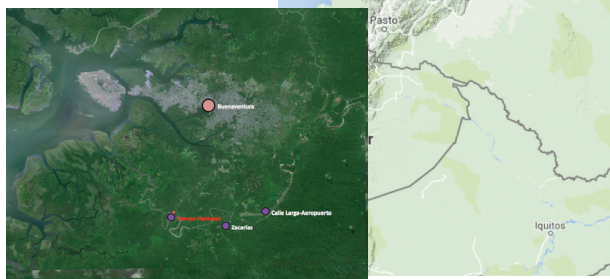 Pasto
Buenaventura
r
Calle Larga-Aeropuerto
Zacarías
Iquitos